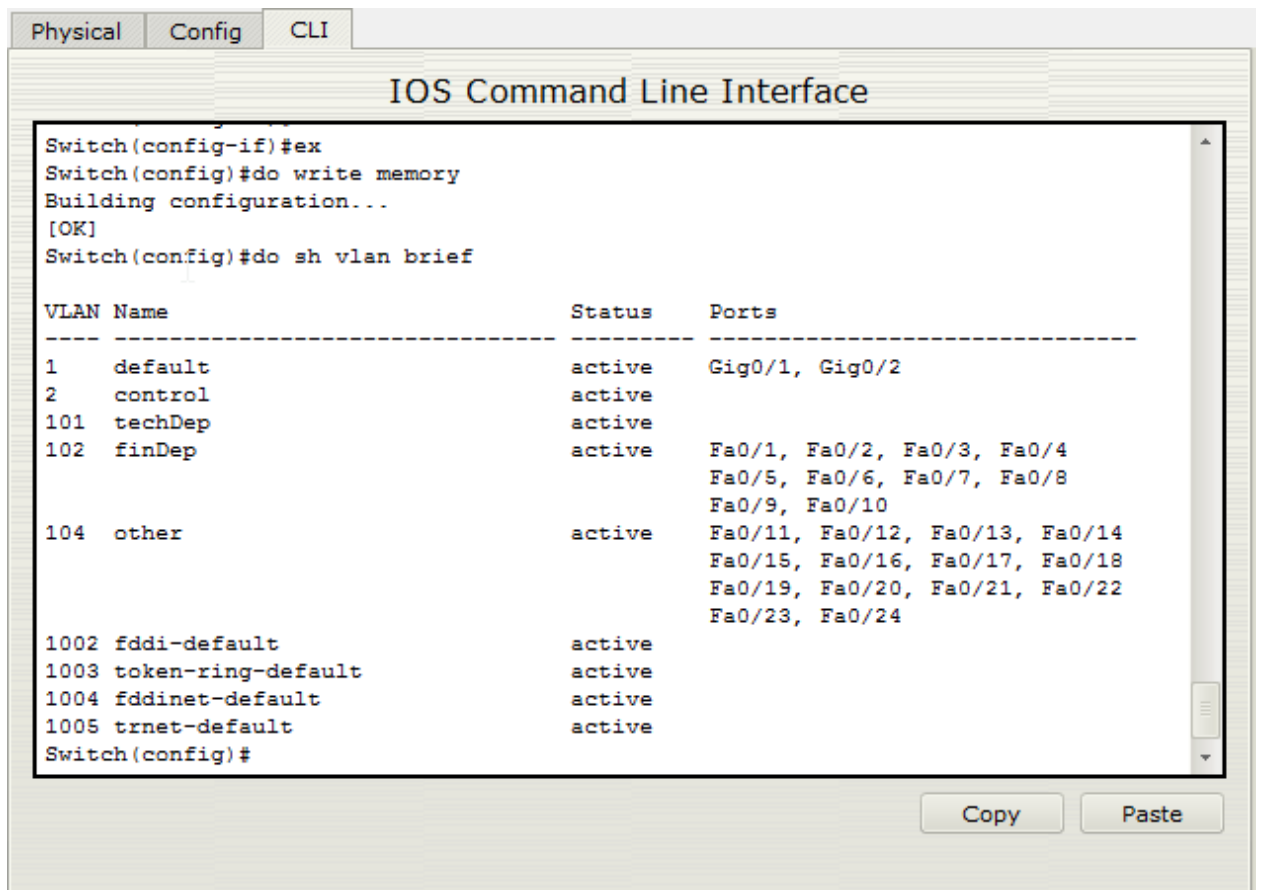 Physical Config CLI
IOS Command Line Interface
Switch(config-if)#ex
Switch(config)#do write memory
Building configuration...
[OK]
Switch(config)#do sh vlan brief
VLAN Name                             Status    Ports
---- -------------------------------- --------- -------------------------------
1    default                          active    Gig0/1, Gig0/2
2    control                          active
101  techDep                          active
102  finDep                           active    Fa0/1, Fa0/2, Fa0/3, Fa0/4
                                                Fa0/5, Fa0/6, Fa0/7, Fa0/8
                                                Fa0/9, Fa0/10
104  other                            active    Fa0/11, Fa0/12, Fa0/13, Fa0/14
                                                Fa0/15, Fa0/16, Fa0/17, Fa0/18
                                                Fa0/19, Fa0/20, Fa0/21, Fa0/22
                                                Fa0/23, Fa0/24
1002 fddi-default                     active
1003 token-ring-default               active
1004 fddinet-default                  active
1005 trnet-default                    active
Switch(config)#
Copy Paste